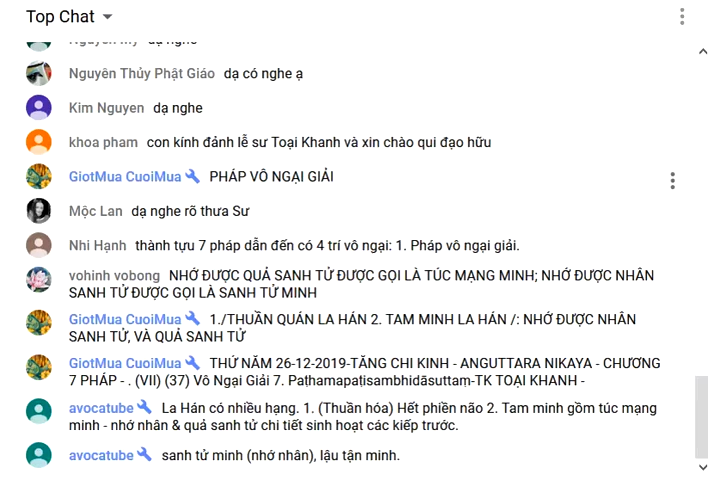 Top Chat
Nguyên Thủy Phật Giáo dạ có nghe ạ
Kim Nguyen dạ nghe
khoa pham con kính đảnh lễ sư Toại Khanh và xin chào qui đạo hữu
GiotMua CuoiMua PHÁP VÔ NGẠI GIẢI
Mộc Lan dạ nghe rõ thưa Sư
Nhi Hạnh thành tựu 7 pháp dẫn đến có 4 trí vô ngại: 1. Pháp vô ngại giải.
vohinh vobong NHỚ ĐƯỢC QUẢ SANH TỬ ĐƯỢC GỌI LÀ TÚC MẠNG MINH; NHỚ ĐƯỢC NHÂN
SANH TỬ ĐƯỢC GỌI LÀ SANH TỬ MINH
GiotMua CuoiMua 1./THUẦN QUÁN LA HÁN 2. TAM MINH LA HÁN /: NHỚ ĐƯỢC NHÂN
SANH TỬ, VÀ QUẢ SANH TỬ
GiotMua CuoiMua THỨ NĂM 26-12-2019-TĂNG CHI KINH - ANGUTTARA NIKAYA - CHƯƠNG
7 PHÁP - . (VII) (37) Vô Ngại Giải 7. Paṭhamapaṭisambhidāsuttaṃ-TK TOẠI KHANH -
avocatube La Hán có nhiều hạng. 1. (Thuần hóa) Hết phiền não 2. Tam minh gồm túc mạng
minh - nhớ nhân & quả sanh tử chi tiết sinh hoạt các kiếp trước.
avocatube sanh tử minh (nhớ nhân), lậu tận minh.